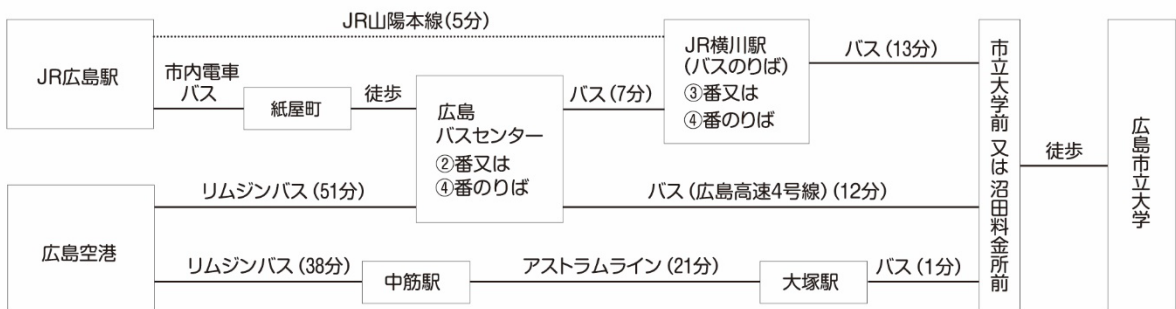 JR山陽本線(5分)
JR広島駅
市内電車
バス
紙屋町
徒歩
広島
バスセンター
②番又は
④番のりば
バス(7分)
JR横川駅
(バスのりば)
③番又は
④番のりば
バス(13分)
広島空港
リムジンバス(51分)
バス(広島高速4号線)(12分)
リムジンバス(38分)
中筋駅
アストラムライン(21分)
大塚駅
バス(1分)
市立大学前 又は 沼田料金所前
徒歩
広島市立大学